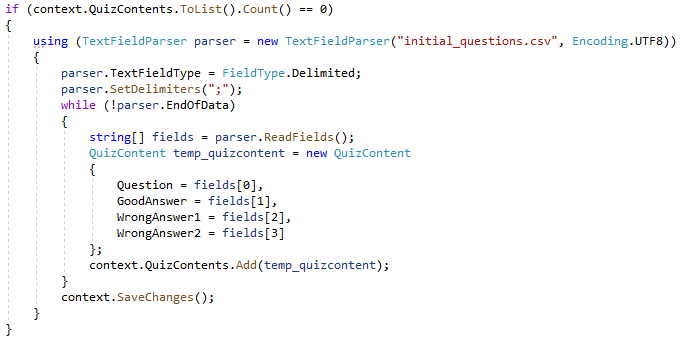 if (context.QuizContents.ToList().Count() == 0)
{
using (TextFieldParser parser = new TextFieldParser("initial_questions.csv", Encoding.UTF8))
{
parser.TextFieldType = FieldType.Delimited;
parser.SetDelimiters(";");
while (!parser.EndOfData)
{
string[] fields = parser.ReadFields();
QuizContent temp_quizcontent = new QuizContent
{
Question = fields[0],
GoodAnswer = fields[1],
WrongAnswer1 = fields[2],
WrongAnswer2 = fields[3]
};
context.QuizContents.Add(temp_quizcontent);
}
context.SaveChanges();
}
}